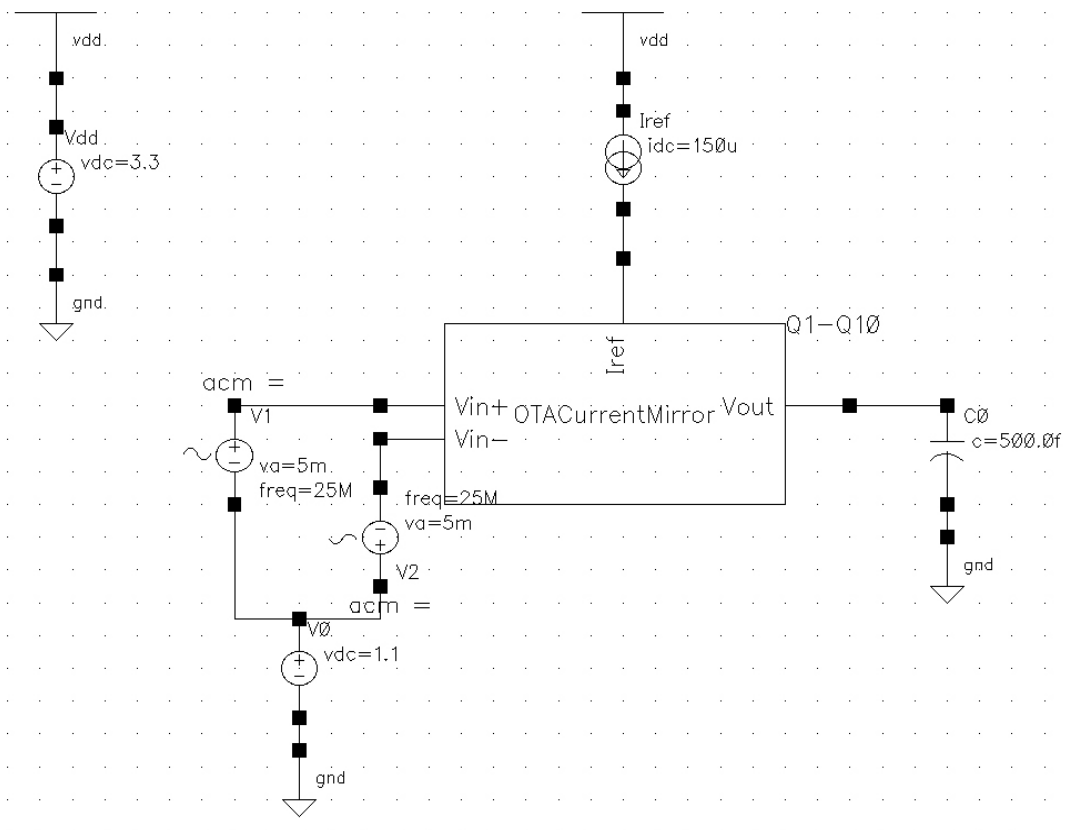 vdd
vdd
Vdd
vdc=3.3
Iref
idc=150u
gnd
Q1-Q10
Iref
acm =
V1
Vin+
OTACurrentMirror
Vout
C0
Vin-
c=500.0f
va=5m
freq=25M
freq=25M
va=5m
V2
gnd
acm =
V0
vdc=1.1
gnd